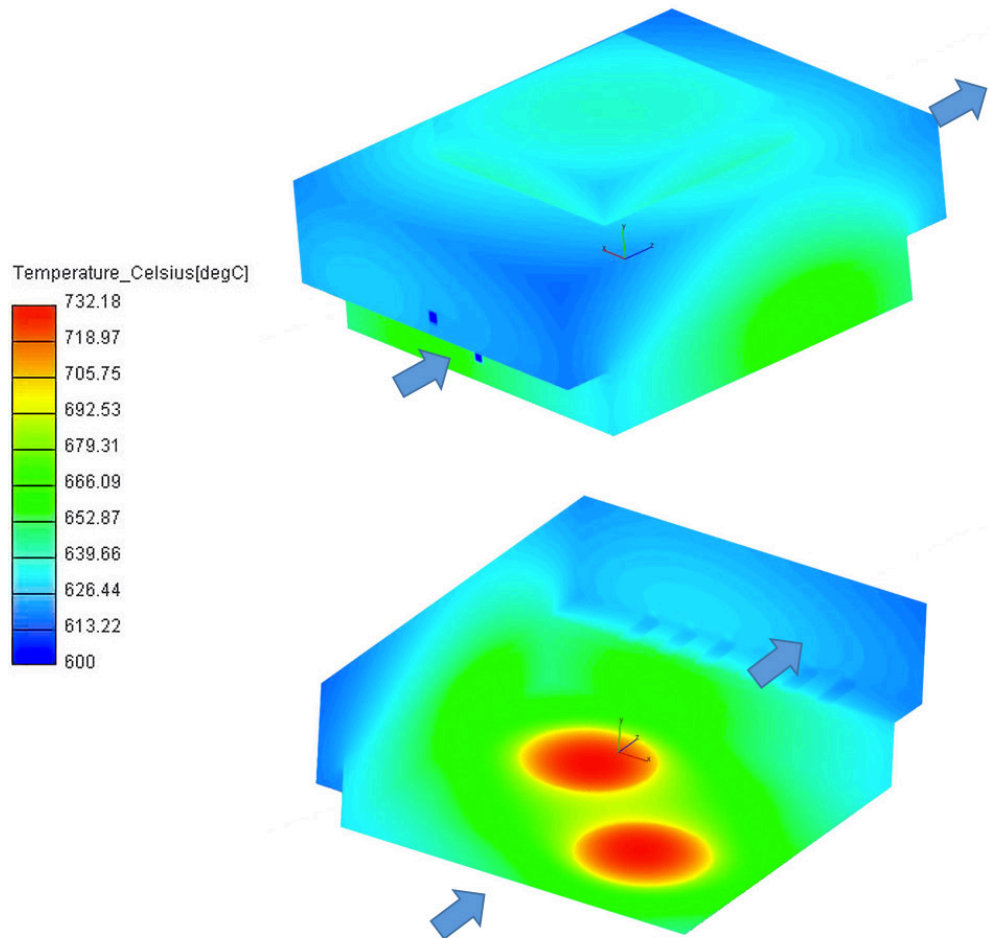 Temperature_Celsius[degC]
732.18
718.97
705.75
692.53
679.31
666.09
652.87
639.66
626.44
613.22
600
y
z
y
z
x